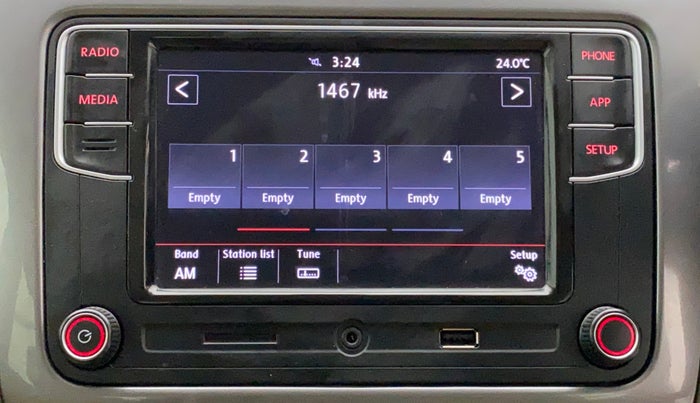 RADIO
MEDIA
3:24
24.0°C
<
1467 kHz
>
1 2 3 4 5
Empty Empty Empty Empty Empty
Band Station list Tune Setup
AM
PHONE
APP
SETUP